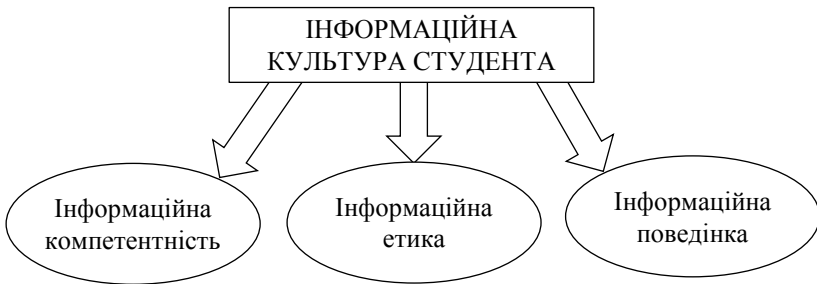 ІНФОРМАЦІЙНА
КУЛЬТУРА СТУДЕНТА
Інформаційна
компетентність
Інформаційна
етика
Інформаційна
поведінка